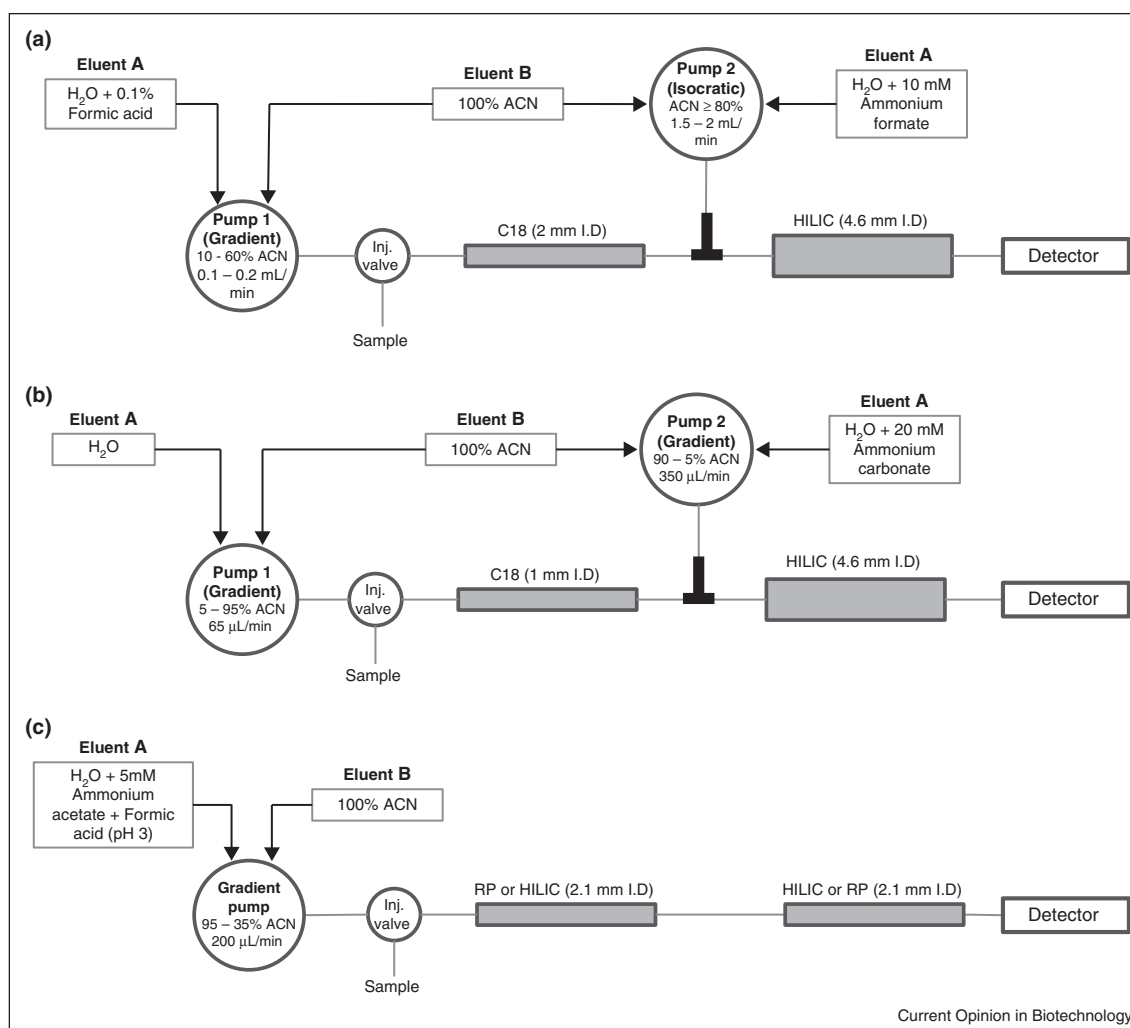 (a)
Eluent A
H₂O + 0.1%
Formic acid
Eluent B
100% ACN
Pump 2
(Isocratic)
ACN ≥ 80%
1.5 – 2 mL/
min
Eluent A
H₂O + 10 mM
Ammonium
formate
Pump 1
(Gradient)
10 - 60% ACN
0.1 – 0.2 mL/
min
Inj.
valve
Sample
C18 (2 mm I.D)
HILIC (4.6 mm I.D)
Detector
(b)
Eluent A
H₂O
Eluent B
100% ACN
Pump 2
(Gradient)
90 – 5% ACN
350 μL/min
Eluent A
H₂O + 20 mM
Ammonium
carbonate
Pump 1
(Gradient)
5 – 95% ACN
65 μL/min
Inj.
valve
Sample
C18 (1 mm I.D)
HILIC (4.6 mm I.D)
Detector
(c)
Eluent A
H₂O + 5mM
Ammonium
acetate + Formic
acid (pH 3)
Eluent B
100% ACN
Gradient
pump
95 – 35% ACN
200 μL/min
Inj.
valve
Sample
RP or HILIC (2.1 mm I.D)
HILIC or RP (2.1 mm I.D)
Detector
Current Opinion in Biotechnology